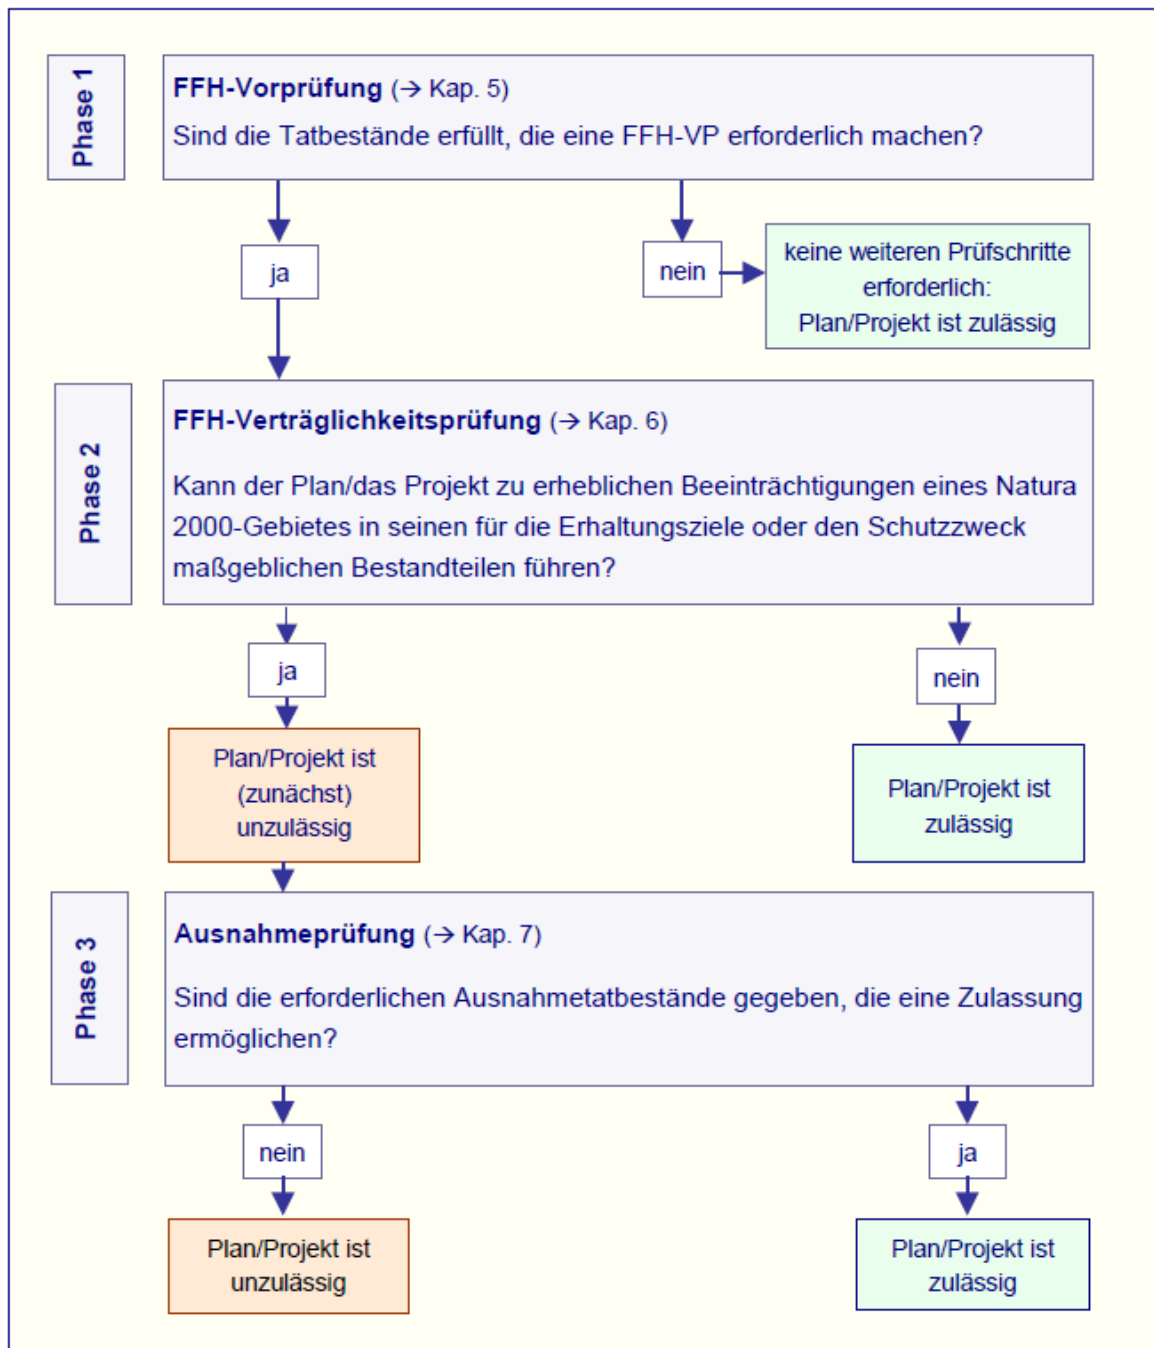 Phase 1
FFH-Vorprüfung (→ Kap. 5)
Sind die Tatbestände erfüllt, die eine FFH-VP erforderlich machen?
ja
nein
keine weiteren Prüfschritte
erforderlich:
Plan/Projekt ist zulässig
Phase 2
FFH-Verträglichkeitsprüfung (→ Kap. 6)
Kann der Plan/das Projekt zu erheblichen Beeinträchtigungen eines Natura
2000-Gebietes in seinen für die Erhaltungsziele oder den Schutzzweck
maßgeblichen Bestandteilen führen?
ja
nein
Plan/Projekt ist
(zunächst)
unzulässig
Plan/Projekt ist
zulässig
Phase 3
Ausnahmeprüfung (→ Kap. 7)
Sind die erforderlichen Ausnahmetatbestände gegeben, die eine Zulassung
ermöglichen?
nein
ja
Plan/Projekt ist
unzulässig
Plan/Projekt ist
zulässig